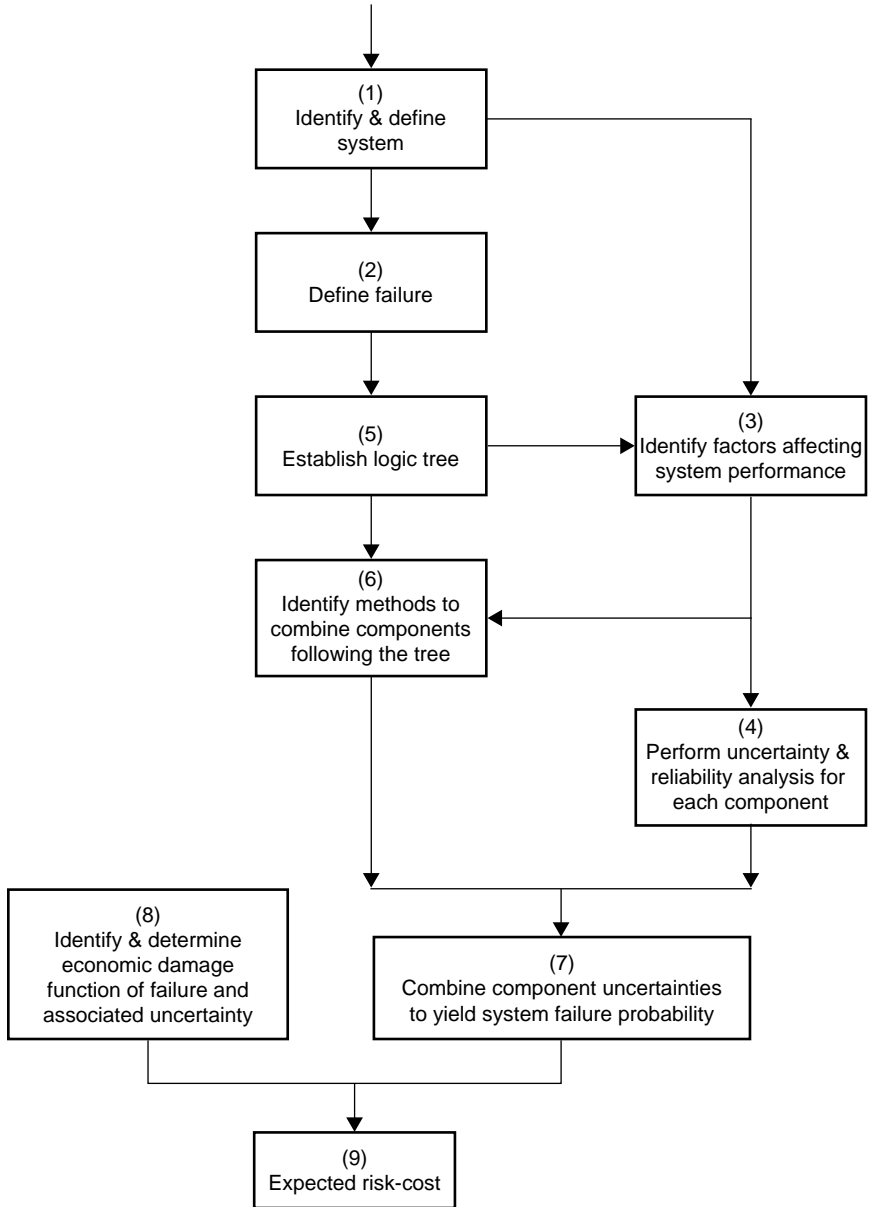 (1)
Identify & define
system
(2)
Define failure
(5)
Establish logic tree
(3)
Identify factors affecting
system performance
(6)
Identify methods to
combine components
following the tree
(4)
Perform uncertainty &
reliability analysis for
each component
(8)
Identify & determine
economic damage
function of failure and
associated uncertainty
(7)
Combine component uncertainties
to yield system failure probability
(9)
Expected risk-cost